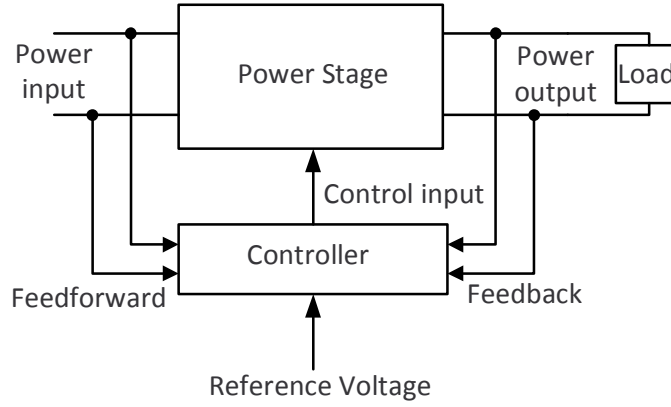 Power
input
Power Stage
Power
output
Load
Control input
Controller
Feedforward
Feedback
Reference Voltage